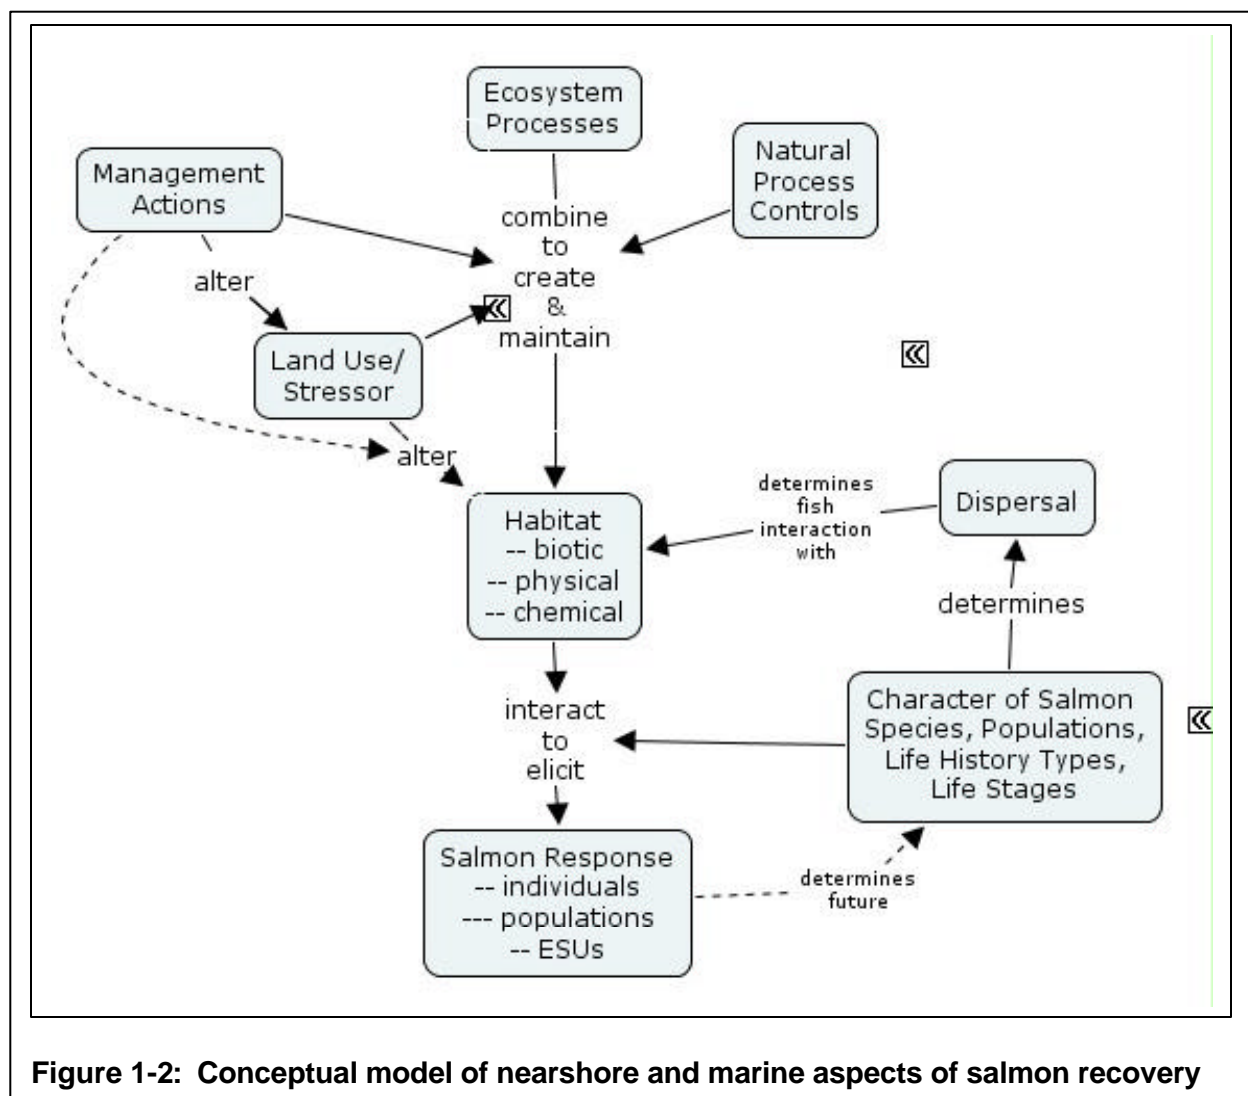 Ecosystem
Processes
Natural
Process
Controls
Management
Actions
combine
to
create
&
maintain
alter
Land Use/
Stressor
alter
Habitat
-- biotic
-- physical
-- chemical
determines
fish
interaction
with
Dispersal
determines
interact
to
elicit
Character of Salmon
Species, Populations,
Life History Types,
Life Stages
Salmon Response
-- individuals
--- populations
-- ESUs
determines
future
Figure 1-2: Conceptual model of nearshore and marine aspects of salmon recovery